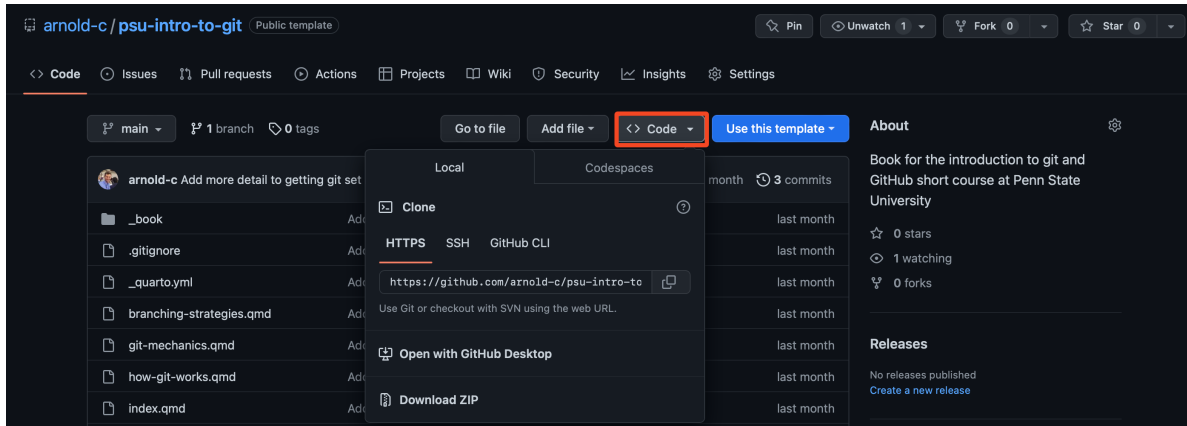 arnold-c / psu-intro-to-git Public template Pin Unwatch 1 Fork 0 Star 0
Code Issues Pull requests Actions Projects Wiki Security Insights Settings
main 1 branch 0 tags Go to file Add file Code Use this template
arnold-c Add more detail to getting git set month 3 commits
_book Add last month
.gitignore last month
_quarto.yml last month
branching-strategies.qmd last month
git-mechanics.qmd last month
how-git-works.qmd last month
index.qmd last month
Local Codespaces
Clone
HTTPS SSH GitHub CLI
https://github.com/arnold-c/psu-intro-to
Use Git or checkout with SVN using the web URL.
Open with GitHub Desktop
Download ZIP
About
Book for the introduction to git and
GitHub short course at Penn State
University
0 stars
1 watching
0 forks
Releases
No releases published
Create a new release